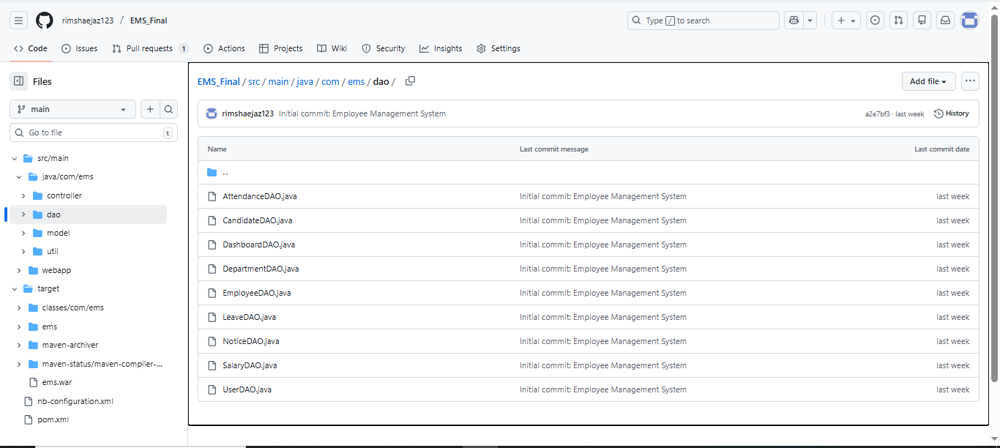 rimshaejaz123 / EMS_Final
Type / to search
Code Issues Pull requests 1 Actions Projects Wiki Security Insights Settings
Files
main
Go to file t
src/main
java/com/ems
controller
dao
model
util
webapp
target
classes/com/ems
ems
maven-archiver
maven-status/maven-compiler-...
ems.war
nb-configuration.xml
pom.xml
EMS_Final / src / main / java / com / ems / dao /
Add file
rimshaejaz123 Initial commit: Employee Management System a2e7bf3 · last week History
Name Last commit message Last commit date
..
AttendanceDAO.java Initial commit: Employee Management System last week
CandidateDAO.java Initial commit: Employee Management System last week
DashboardDAO.java Initial commit: Employee Management System last week
DepartmentDAO.java Initial commit: Employee Management System last week
EmployeeDAO.java Initial commit: Employee Management System last week
LeaveDAO.java Initial commit: Employee Management System last week
NoticeDAO.java Initial commit: Employee Management System last week
SalaryDAO.java Initial commit: Employee Management System last week
UserDAO.java Initial commit: Employee Management System last week